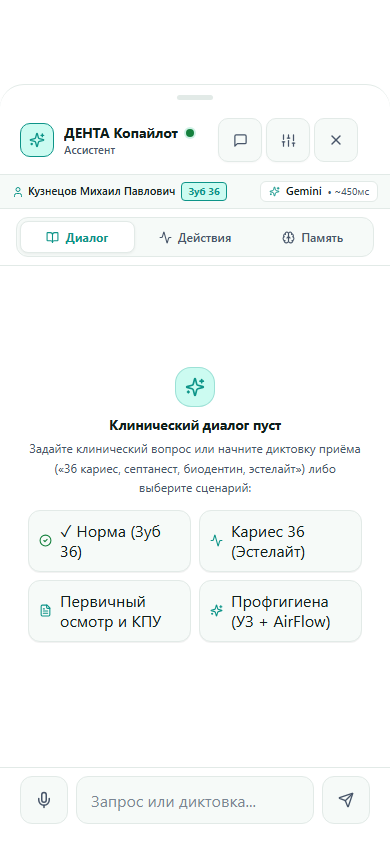 ДЕНТА Копайлот
Ассистент
Кузнецов Михаил Павлович
Зуб 36
Gemini • ~450мс
Диалог
Действия
Память
Клинический диалог пуст
Задайте клинический вопрос или начните диктовку приёма
(«36 кариес, септанест, биодентин, эстелайт») либо
выберите сценарий:
✓ Норма (Зуб
36)
Кариес 36
(Эстелайт)
Первичный
осмотр и КПУ
Профгигиена
(УЗ + AirFlow)
Запрос или диктовка...